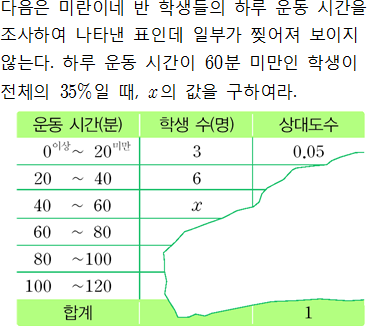 다음은 미란이네 반 학생들의 하루 운동 시간을
조사하여 나타낸 표인데 일부가 찢어져 보이지
않는다. 하루 운동 시간이 60분 미만인 학생이
전체의 35%일 때, x의 값을 구하여라.
운동 시간(분) 학생 수(명) 상대도수
0이상 ~ 20미만 3 0.05
20 ~ 40 6
40 ~ 60 x
60 ~ 80
80 ~100
100 ~120
합계 1